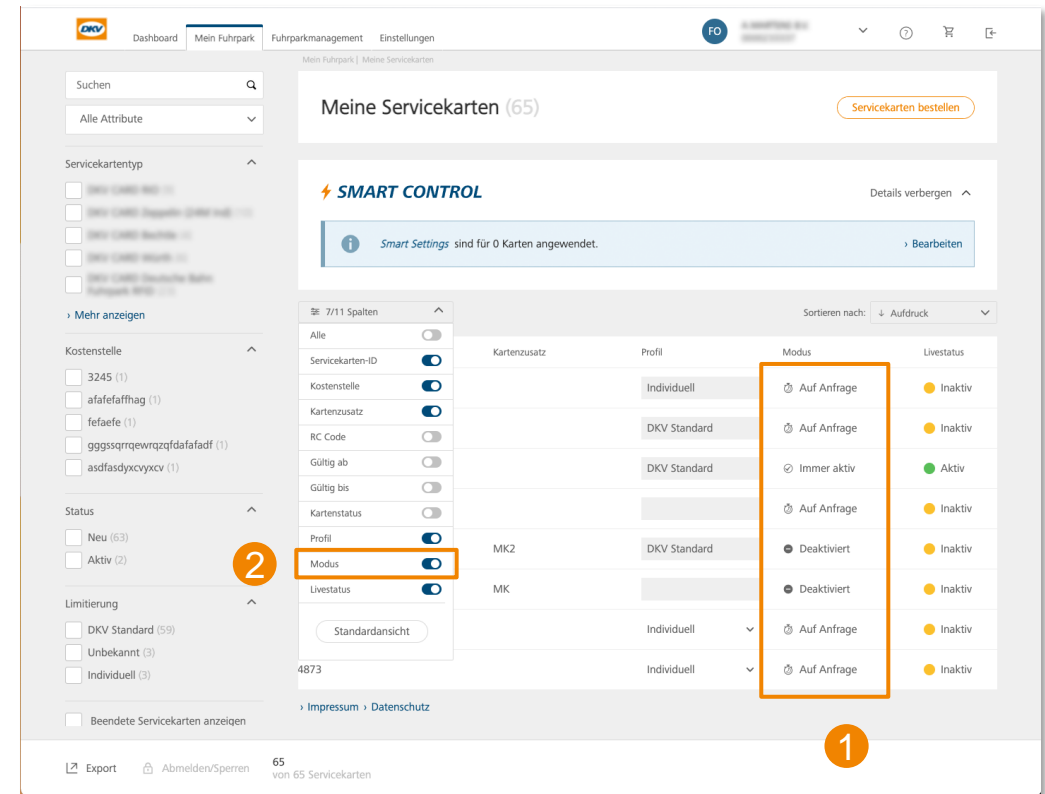 DKV
Dashboard Mein Fuhrpark Fuhrparkmanagement Einstellungen
FO
Mein Fuhrpark | Meine Servicekarten
Suchen
Alle Attribute
Meine Servicekarten (65)
Servicekarten bestellen
Servicekartentyp
› Mehr anzeigen
Kostenstelle
3245 (1)
afafefaffhag (1)
fefaefe (1)
gggssqrrqewrqzqfdafafadf (1)
asdfasdyxcvyxcv (1)
Status
Neu (63)
Aktiv (2)
Limitierung
DKV Standard (59)
Unbekannt (3)
Individuell (3)
Beendete Servicekarten anzeigen
SMART CONTROL
Details verbergen
Smart Settings sind für 0 Karten angewendet.
› Bearbeiten
7/11 Spalten
Sortieren nach: ↓ Aufdruck
Alle
Servicekarten-ID
Kostenstelle
Kartenzusatz
RC Code
Gültig ab
Gültig bis
Kartenstatus
Profil
Modus
Livestatus
Standardansicht
2
Kartenzusatz Profil Modus Livestatus
Individuell Auf Anfrage Inaktiv
DKV Standard Auf Anfrage Inaktiv
DKV Standard Immer aktiv Aktiv
Auf Anfrage Inaktiv
MK2 DKV Standard Deaktiviert Inaktiv
MK Deaktiviert Inaktiv
Individuell Auf Anfrage Inaktiv
4873 Individuell Auf Anfrage Inaktiv
1
› Impressum › Datenschutz
Export Abmelden/Sperren
65
von 65 Servicekarten